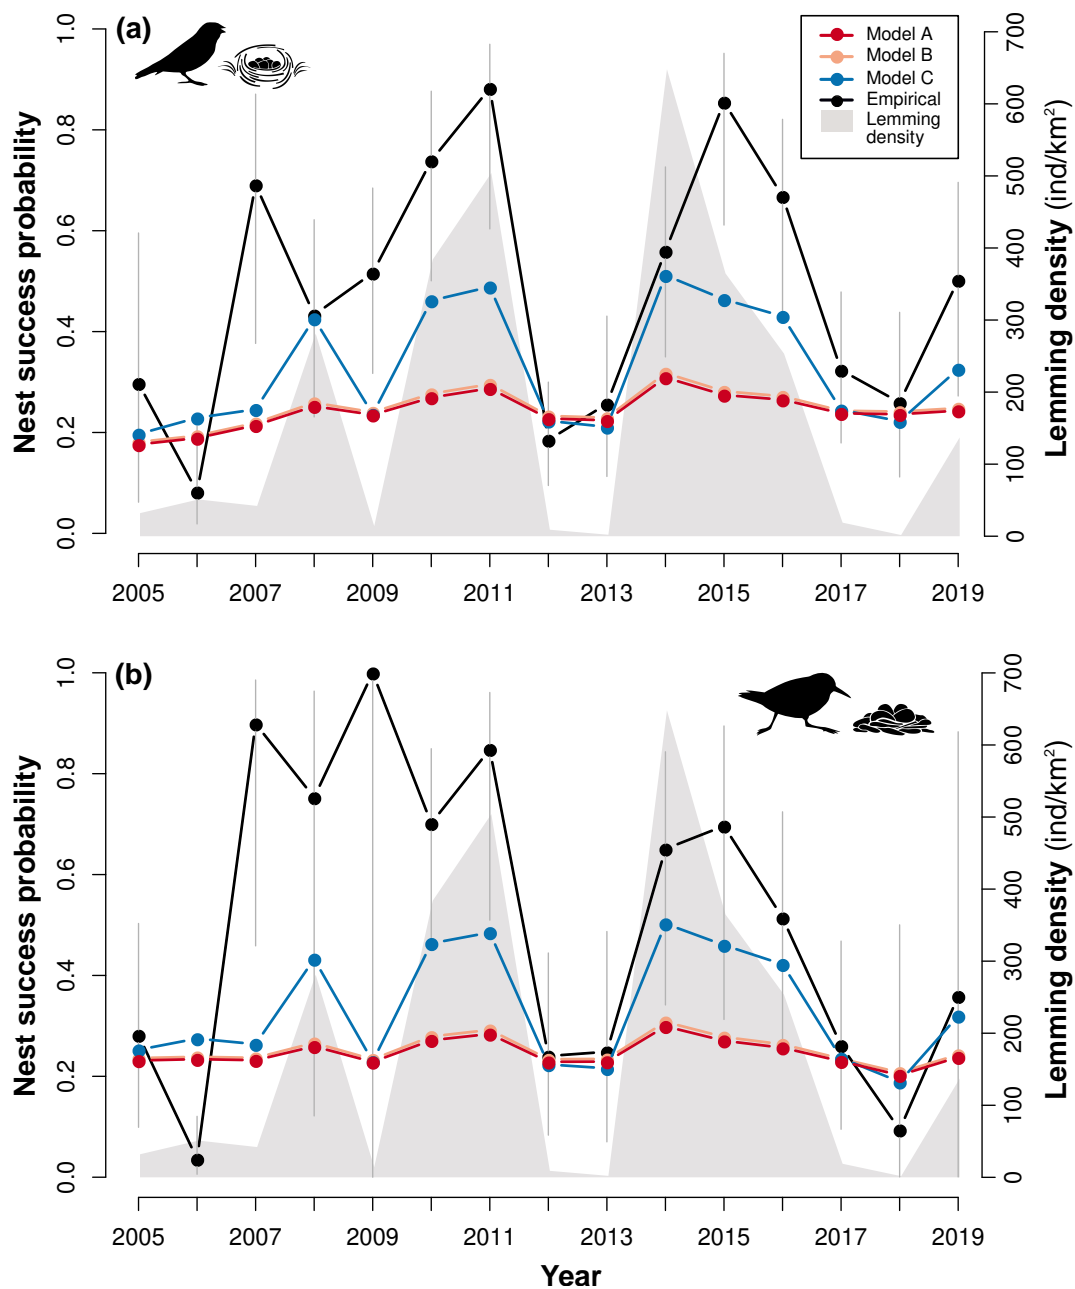 (a)
Model A
Model B
Model C
Empirical
Lemming
density
Nest success probability
0.0 0.2 0.4 0.6 0.8 1.0
Lemming density (ind/km²)
0 100 200 300 400 500 600 700
2005 2007 2009 2011 2013 2015 2017 2019
(b)
Nest success probability
0.0 0.2 0.4 0.6 0.8 1.0
Lemming density (ind/km²)
0 100 200 300 400 500 600 700
2005 2007 2009 2011 2013 2015 2017 2019
Year